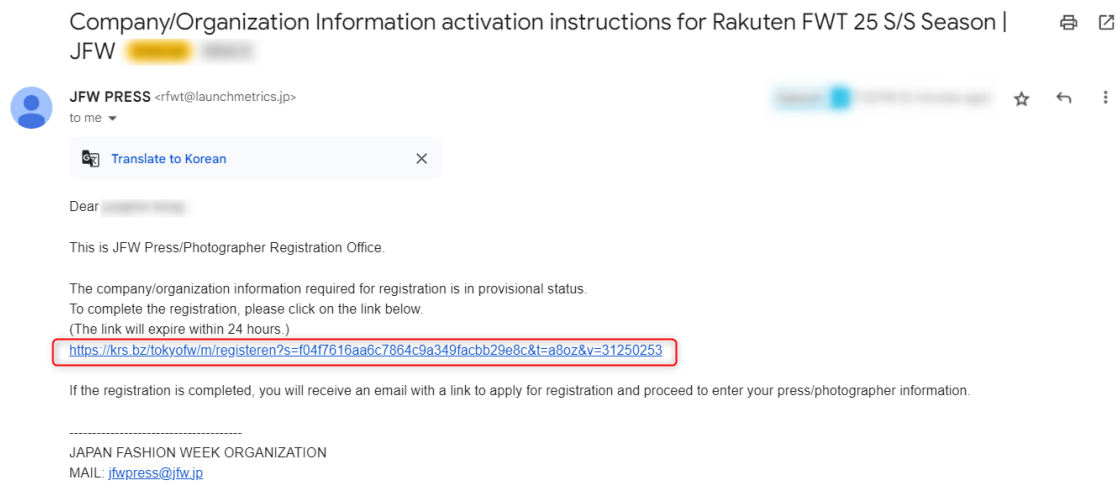 Company/Organization Information activation instructions for Rakuten FWT 25 S/S Season |
JFW
JFW PRESS <rfwt@launchmetrics.jp>
to me
Translate to Korean
Dear
This is JFW Press/Photographer Registration Office.
The company/organization information required for registration is in provisional status.
To complete the registration, please click on the link below.
(The link will expire within 24 hours.)
https://krs.bz/tokyofw/m/registeren?s=f04f7616aa6c7864c9a349facbb29e8c&t=a8oz&v=31250253
If the registration is completed, you will receive an email with a link to apply for registration and proceed to enter your press/photographer information.
-------------------------------------
JAPAN FASHION WEEK ORGANIZATION
MAIL: jfwpress@jfw.jp